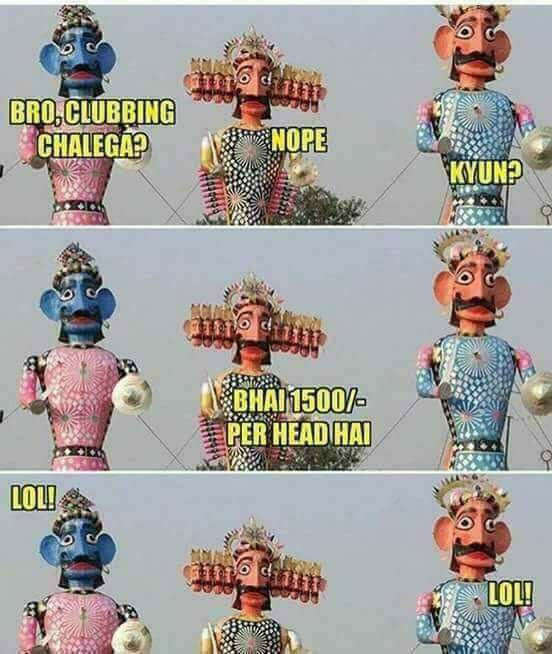 BRO, CLUBBING
CHALEGA?
NOPE
KYUN?
BHAI 1500/-
PER HEAD HAI
LOL!
LOL!